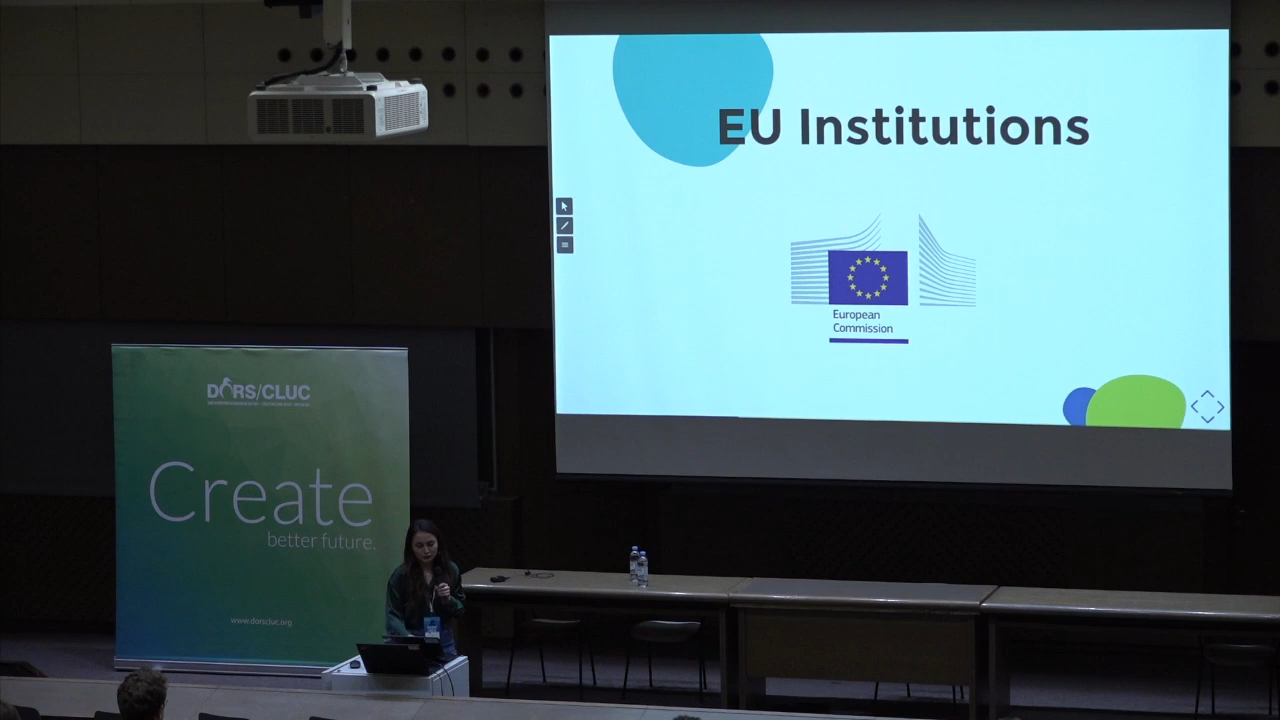 EU Institutions
European
Commission
DORS/CLUC
Create
better future.
www.dorscluc.org